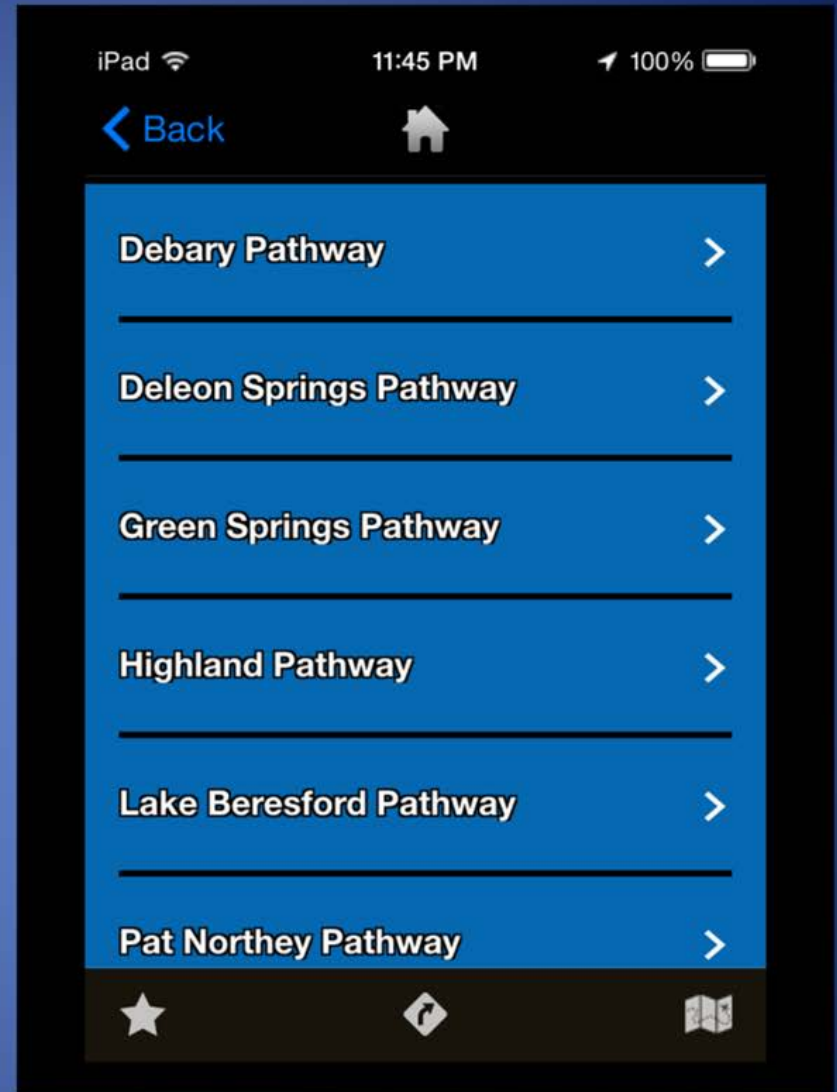 iPad 11:45 PM 100%
Back
Debary Pathway
Deleon Springs Pathway
Green Springs Pathway
Highland Pathway
Lake Beresford Pathway
Pat Northey Pathway